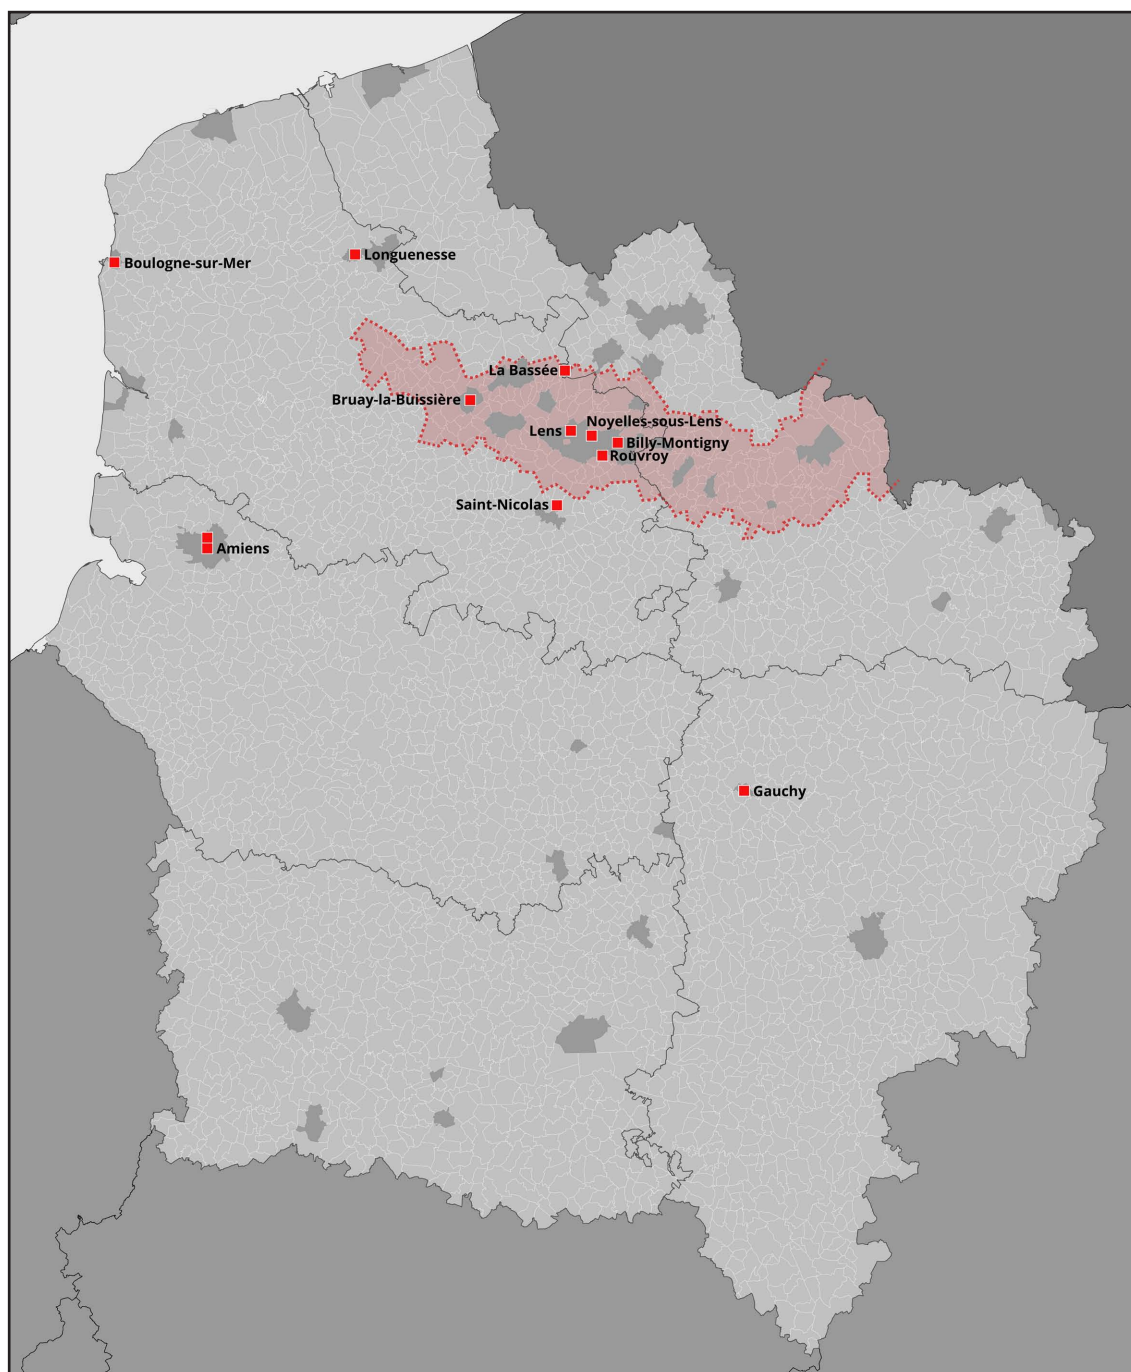 Longuenesse
Boulogne-sur-Mer
La Bassée
Bruay-la-Buissière
Noyelles-sous-Lens
Lens
Billy-Montigny
Rouvroy
Saint-Nicolas
Amiens
Gauchy